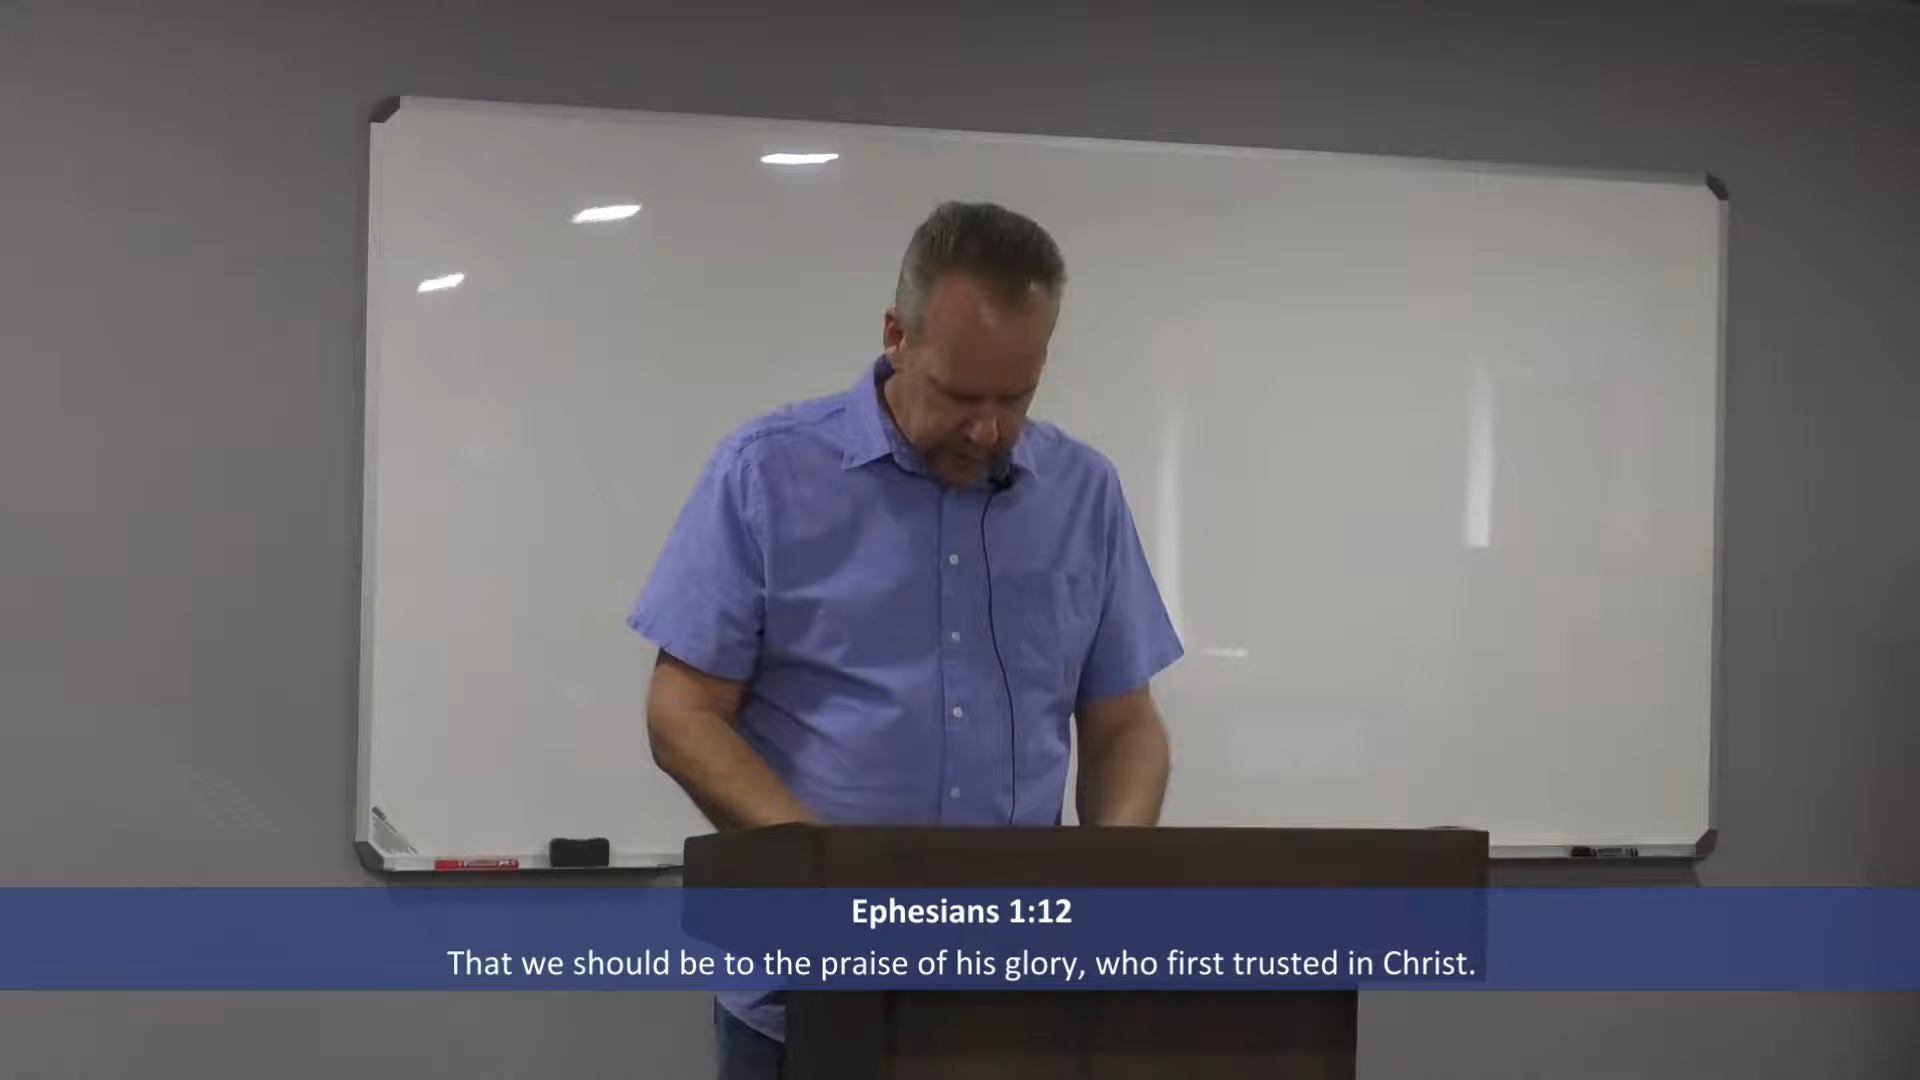 Ephesians 1:12
That we should be to the praise of his glory, who first trusted in Christ.